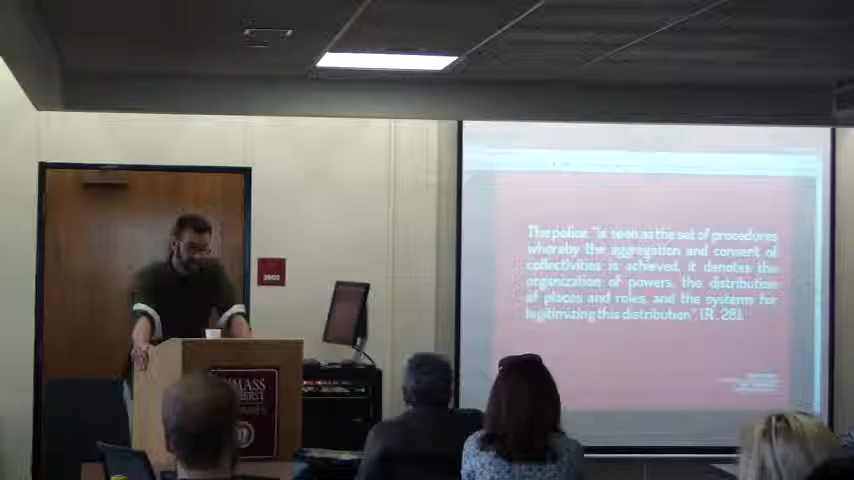 The police "is seen as the set of procedures
whereby the aggregation and consent of
collectivities is achieved, it denotes the
organization of powers, the distribution
of places and roles, and the systems for
legitimizing this distribution" (R, 28).
2600
UMASS
AMHERST
LIBRARIES